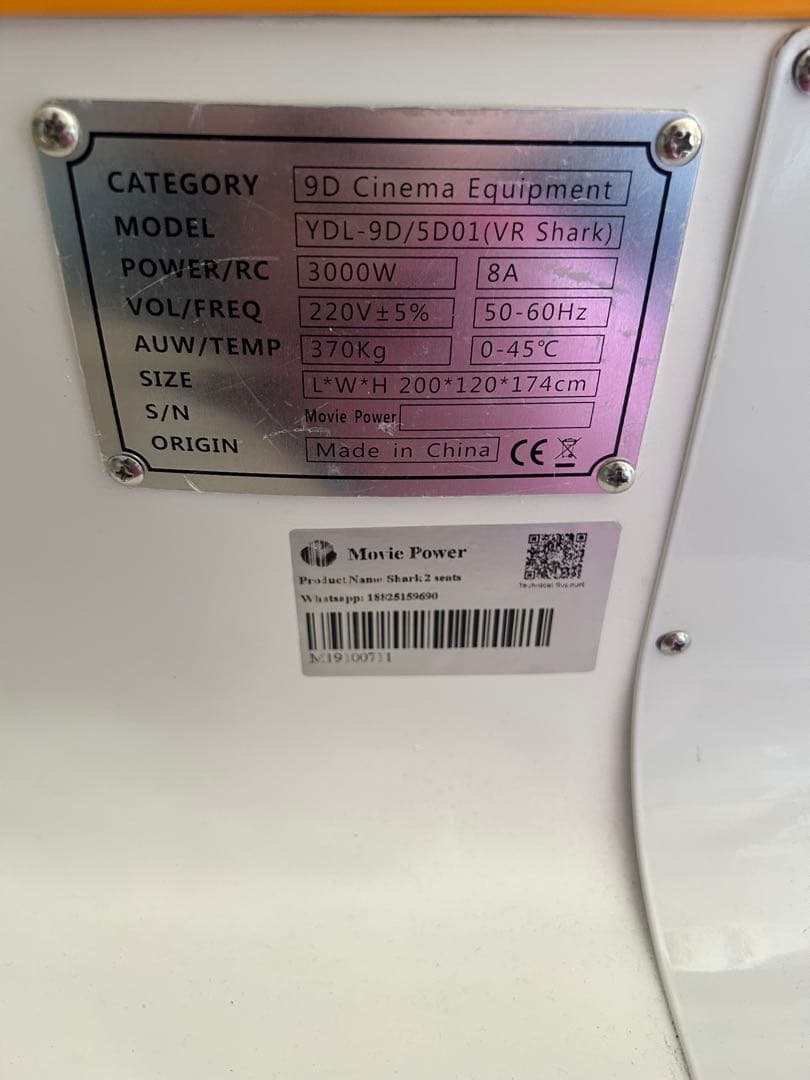 CATEGORY 9D Cinema Equipment
MODEL YDL-9D/5D01(VR Shark)
POWER/RC 3000W 8A
VOL/FREQ 220V±5% 50-60Hz
AUW/TEMP 370Kg 0-45℃
SIZE L*W*H 200*120*174cm
S/N Movie Power
ORIGIN Made in China CE
Movie Power
Technical Support
Product Name Shark 2 seats
Whatsapp: 18825159690
M19100711